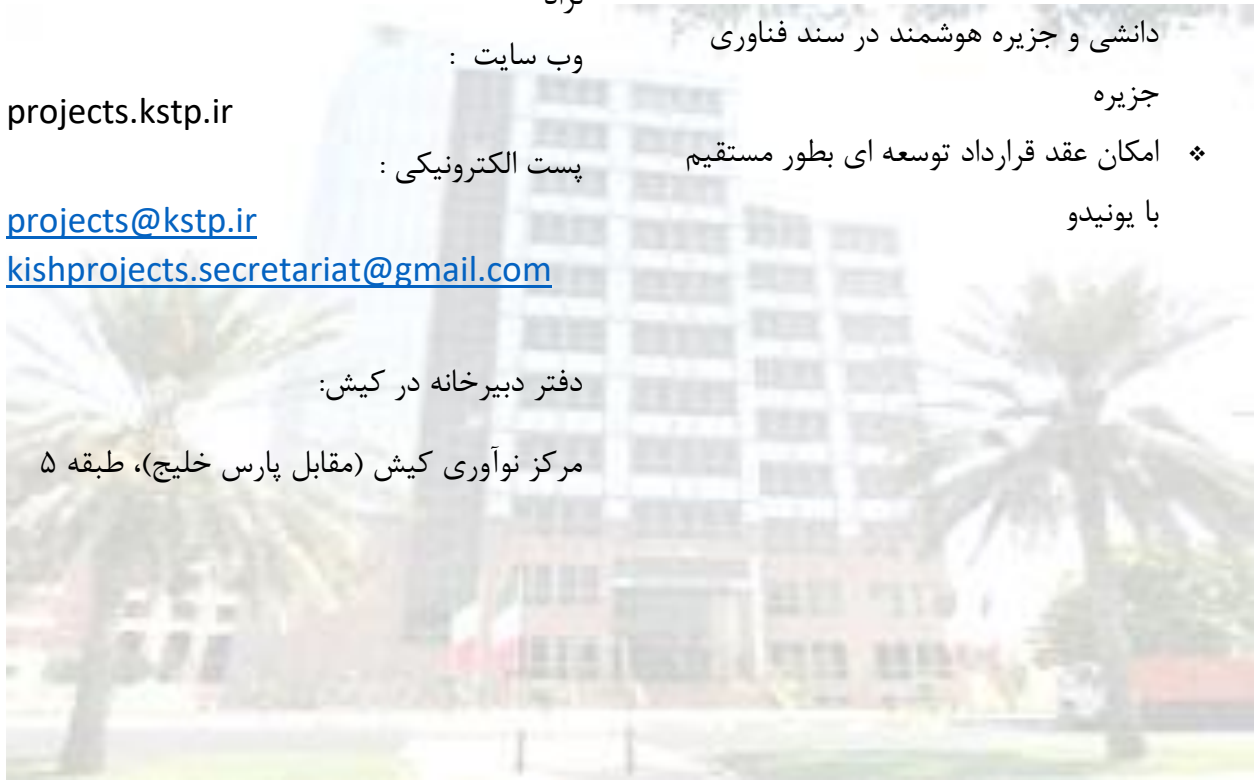 دانشی و جزیره هوشمند در سند فناوری
جزیره
❖ امکان عقد قرارداد توسعه ای بطور مستقیم
با یونیدو
وب سایت :
projects.kstp.ir
پست الکترونیکی :
projects@kstp.ir
kishprojects.secretariat@gmail.com
دفتر دبیرخانه در کیش:
مرکز نوآوری کیش (مقابل پارس خلیج)، طبقه ۵